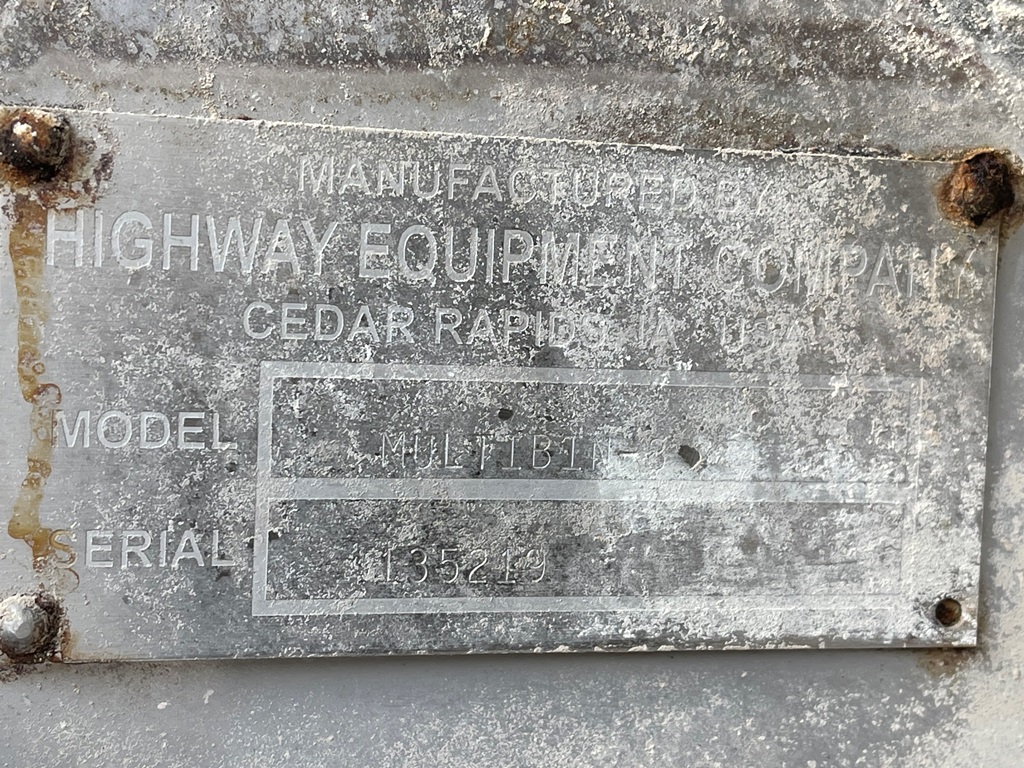 MANUFACTURED BY
HIGHWAY EQUIPMENT COMPANY
CEDAR RAPIDS, IA USA
MODEL
SERIAL 135219